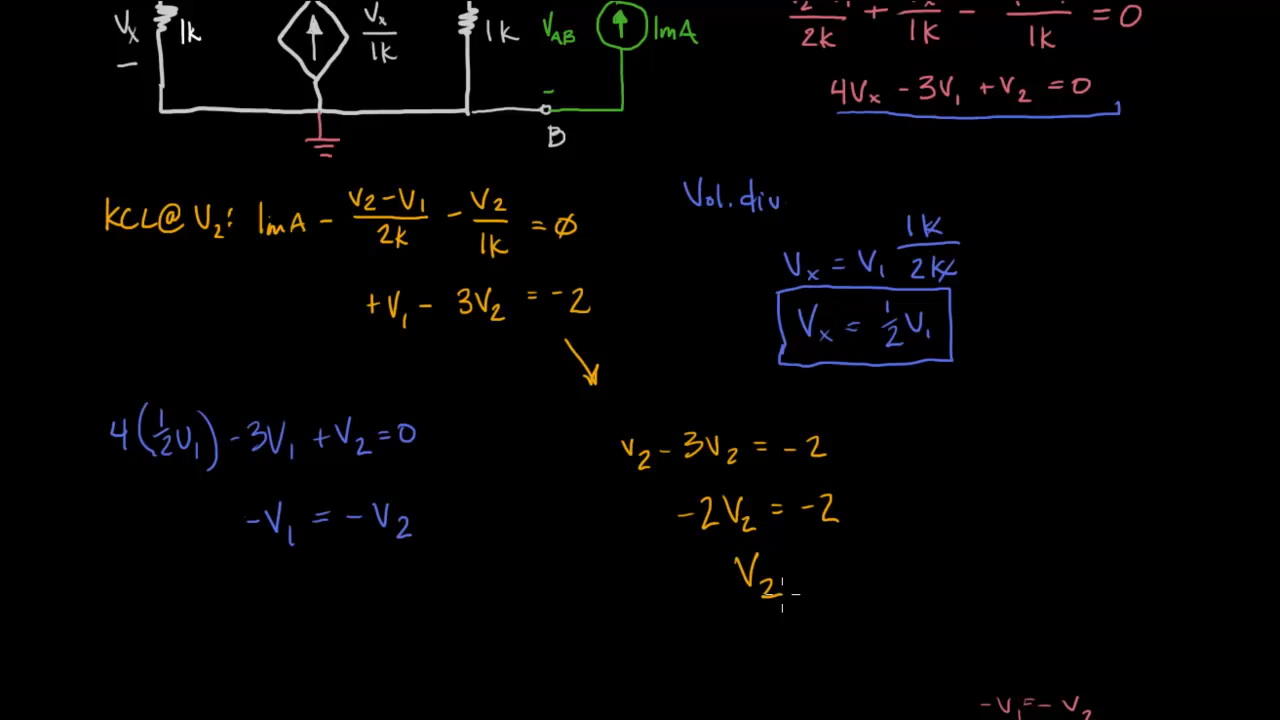 Vx 1k Vx/1k 1k VAB 1mA
−
−
B
/2k + /1k − /1k = 0
4Vx − 3V1 + V2 = 0
KCL@ V2: 1mA − (V2 − V1)/2k − V2/1k = ∅
+V1 − 3V2 = −2
Vol. div
Vx = V1 1k/2k
Vx = 1/2 V1
4(1/2 V1) − 3V1 + V2 = 0
−V1 = −V2
V2 − 3V2 = −2
−2V2 = −2
V2
−V1 = −V2